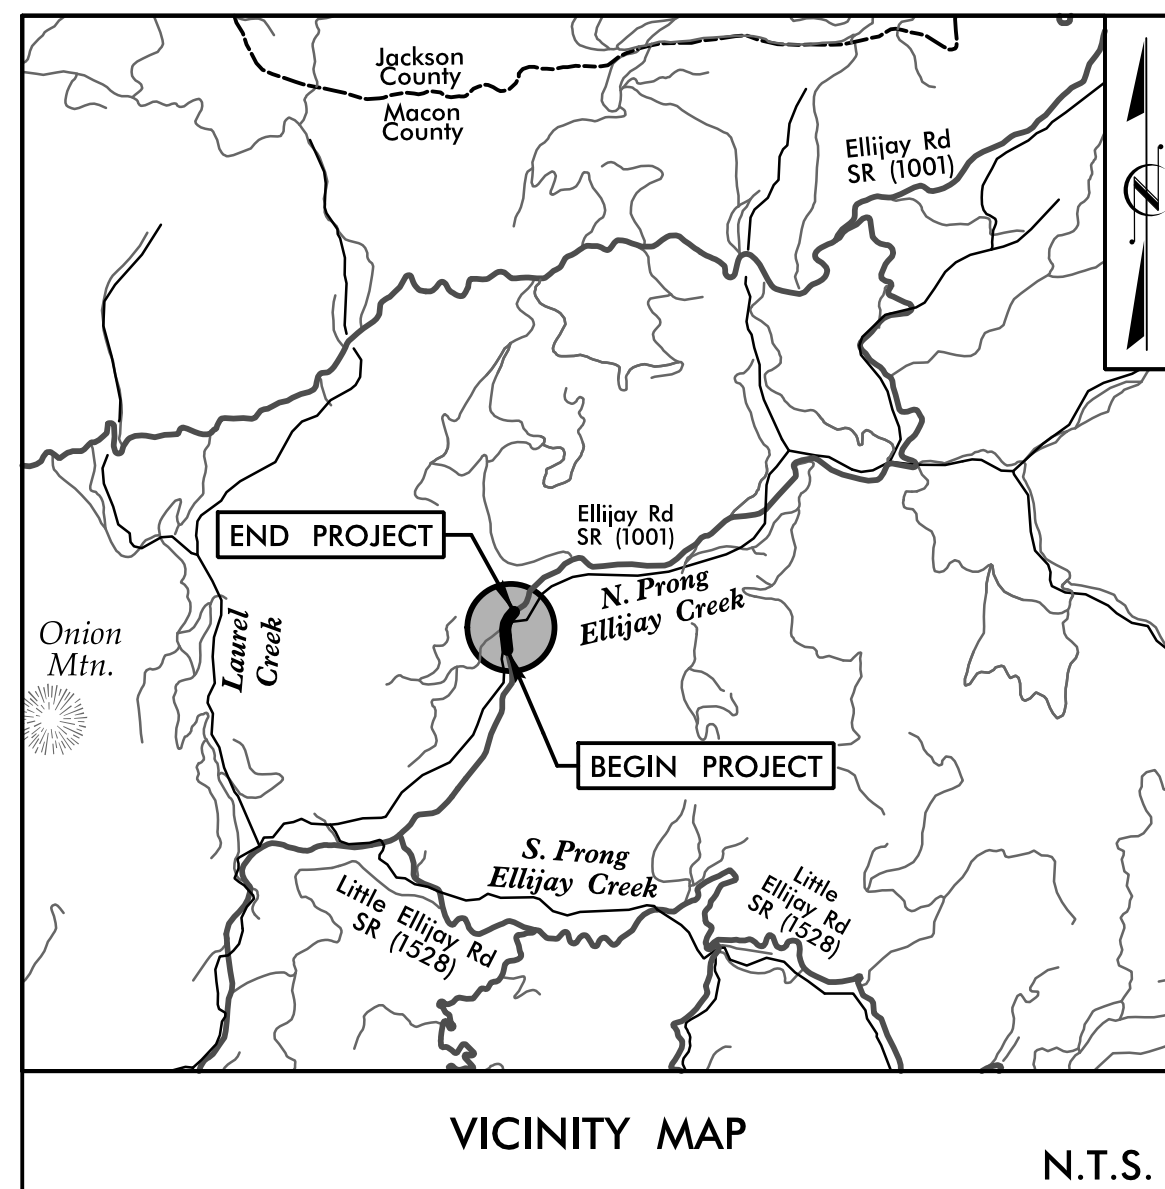 Jackson
County
Macon
County
Ellijay Rd
SR (1001)
N
END PROJECT
Ellijay Rd
SR (1001)
N. Prong
Ellijay Creek
Laurel
Creek
Onion
Mtn.
BEGIN PROJECT
S. Prong
Ellijay Creek
Little Ellijay Rd
SR (1528)
Little
Ellijay Rd
SR (1528)
VICINITY MAP
N.T.S.